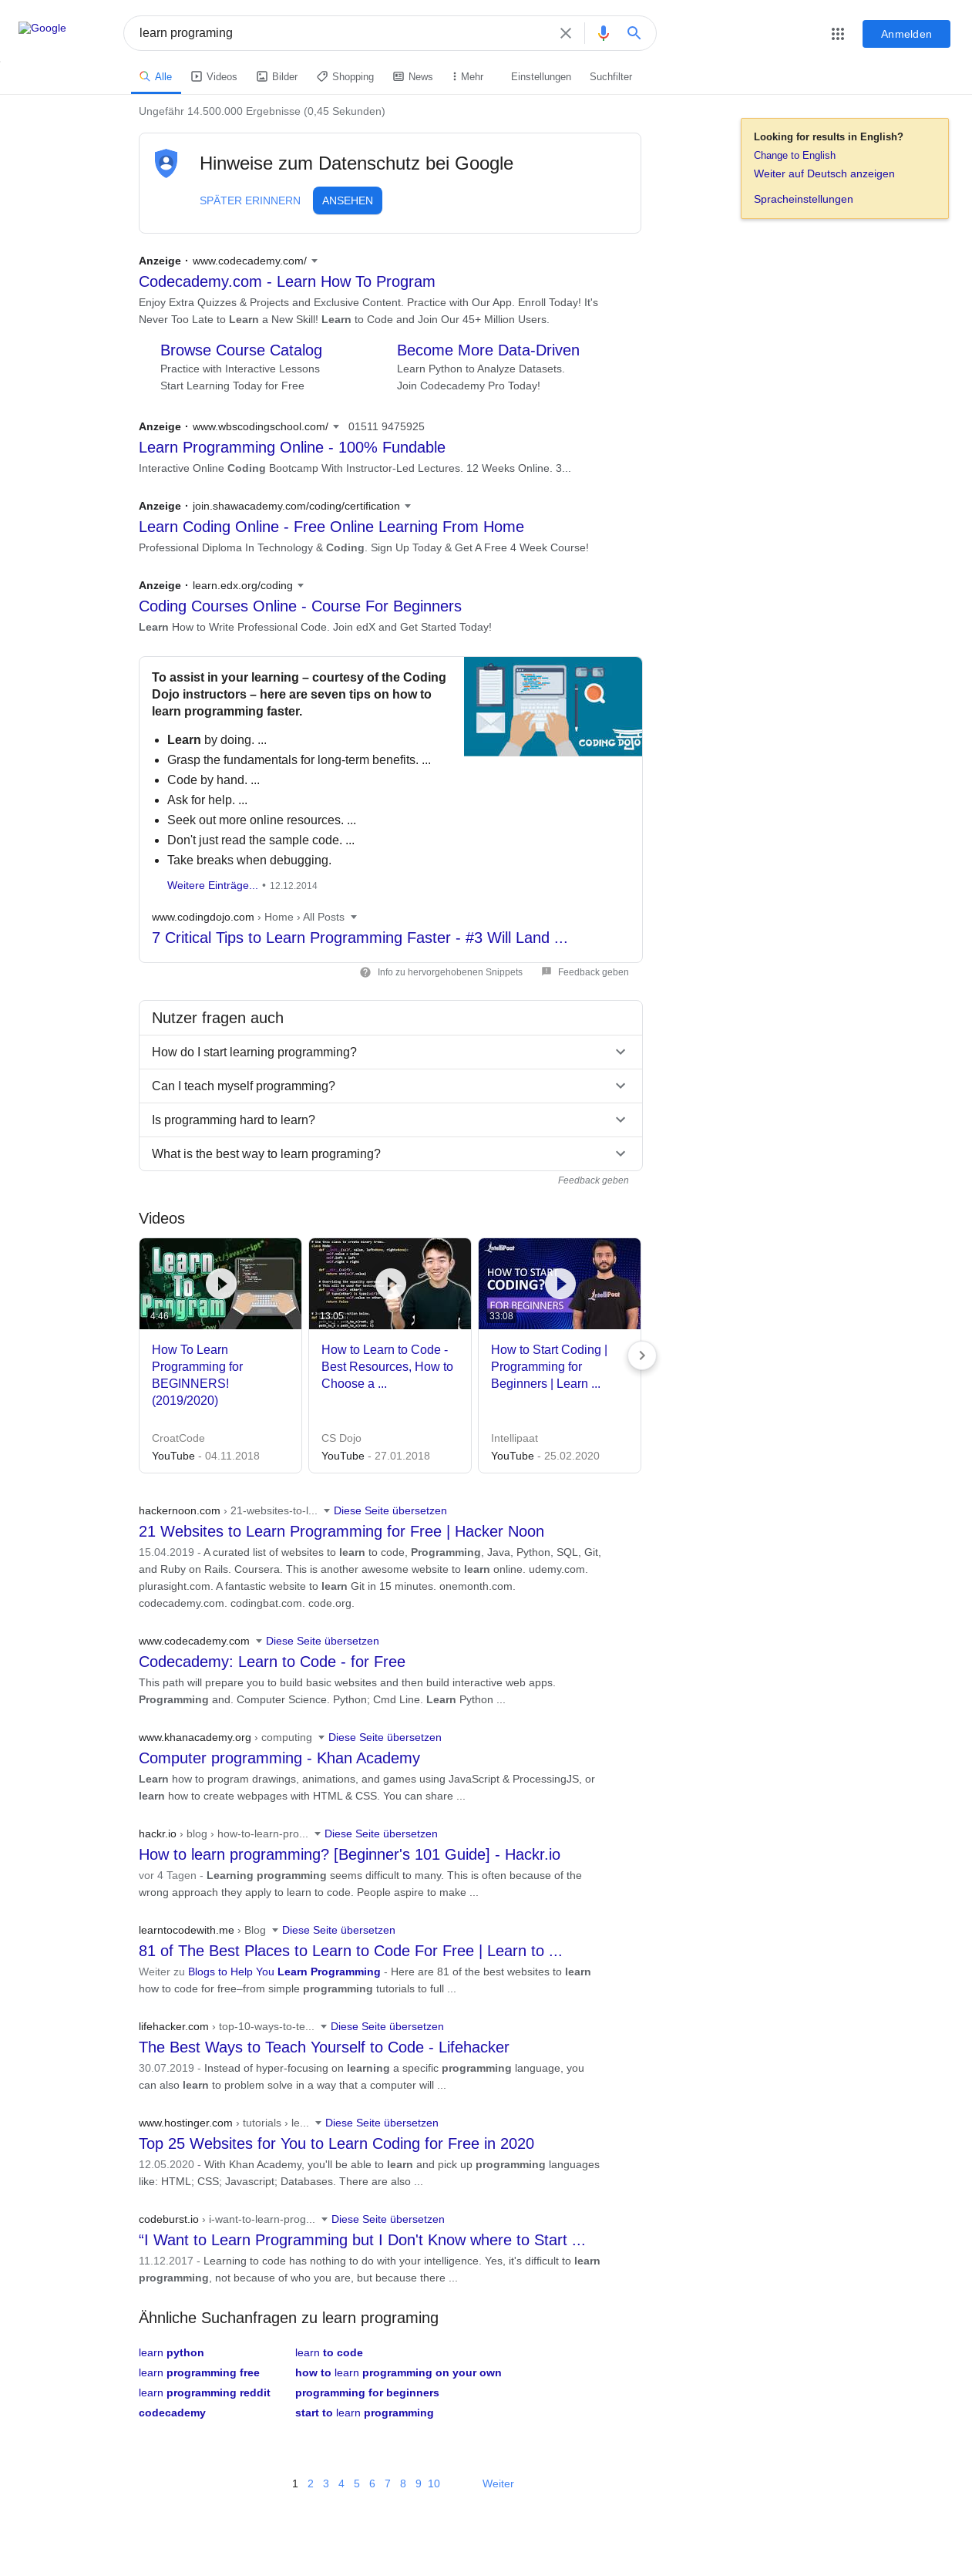 Google
learn programing
Anmelden
Alle Videos Bilder Shopping News Mehr Einstellungen Suchfilter
Ungefähr 14.500.000 Ergebnisse (0,45 Sekunden)
Looking for results in English?
Change to English
Weiter auf Deutsch anzeigen
Spracheinstellungen
Hinweise zum Datenschutz bei Google
SPÄTER ERINNERN ANSEHEN
Anzeige · www.codecademy.com/
Codecademy.com - Learn How To Program
Enjoy Extra Quizzes & Projects and Exclusive Content. Practice with Our App. Enroll Today! It's
Never Too Late to Learn a New Skill! Learn to Code and Join Our 45+ Million Users.
Browse Course Catalog
Practice with Interactive Lessons
Start Learning Today for Free
Become More Data-Driven
Learn Python to Analyze Datasets.
Join Codecademy Pro Today!
Anzeige · www.wbscodingschool.com/ 01511 9475925
Learn Programming Online - 100% Fundable
Interactive Online Coding Bootcamp With Instructor-Led Lectures. 12 Weeks Online. 3...
Anzeige · join.shawacademy.com/coding/certification
Learn Coding Online - Free Online Learning From Home
Professional Diploma In Technology & Coding. Sign Up Today & Get A Free 4 Week Course!
Anzeige · learn.edx.org/coding
Coding Courses Online - Course For Beginners
Learn How to Write Professional Code. Join edX and Get Started Today!
To assist in your learning – courtesy of the Coding
Dojo instructors – here are seven tips on how to
learn programming faster.
CODING DOJO
• Learn by doing. ...
• Grasp the fundamentals for long-term benefits. ...
• Code by hand. ...
• Ask for help. ...
• Seek out more online resources. ...
• Don't just read the sample code. ...
• Take breaks when debugging.
Weitere Einträge... • 12.12.2014
www.codingdojo.com › Home › All Posts
7 Critical Tips to Learn Programming Faster - #3 Will Land ...
Info zu hervorgehobenen Snippets Feedback geben
Nutzer fragen auch
How do I start learning programming?
Can I teach myself programming?
Is programming hard to learn?
What is the best way to learn programing?
Feedback geben
Videos
Learn
To
Program
4:46
How To Learn
Programming for
BEGINNERS!
(2019/2020)
CroatCode
YouTube - 04.11.2018
13:05
How to Learn to Code -
Best Resources, How to
Choose a ...
CS Dojo
YouTube - 27.01.2018
IntelliPaat
HOW TO START
CODING?
FOR BEGINNERS
IntelliPaat
33:08
How to Start Coding |
Programming for
Beginners | Learn ...
Intellipaat
YouTube - 25.02.2020
hackernoon.com › 21-websites-to-l... Diese Seite übersetzen
21 Websites to Learn Programming for Free | Hacker Noon
15.04.2019 - A curated list of websites to learn to code, Programming, Java, Python, SQL, Git,
and Ruby on Rails. Coursera. This is another awesome website to learn online. udemy.com.
plurasight.com. A fantastic website to learn Git in 15 minutes. onemonth.com.
codecademy.com. codingbat.com. code.org.
www.codecademy.com Diese Seite übersetzen
Codecademy: Learn to Code - for Free
This path will prepare you to build basic websites and then build interactive web apps.
Programming and. Computer Science. Python; Cmd Line. Learn Python ...
www.khanacademy.org › computing Diese Seite übersetzen
Computer programming - Khan Academy
Learn how to program drawings, animations, and games using JavaScript & ProcessingJS, or
learn how to create webpages with HTML & CSS. You can share ...
hackr.io › blog › how-to-learn-pro... Diese Seite übersetzen
How to learn programming? [Beginner's 101 Guide] - Hackr.io
vor 4 Tagen - Learning programming seems difficult to many. This is often because of the
wrong approach they apply to learn to code. People aspire to make ...
learntocodewith.me › Blog Diese Seite übersetzen
81 of The Best Places to Learn to Code For Free | Learn to ...
Weiter zu Blogs to Help You Learn Programming - Here are 81 of the best websites to learn
how to code for free–from simple programming tutorials to full ...
lifehacker.com › top-10-ways-to-te... Diese Seite übersetzen
The Best Ways to Teach Yourself to Code - Lifehacker
30.07.2019 - Instead of hyper-focusing on learning a specific programming language, you
can also learn to problem solve in a way that a computer will ...
www.hostinger.com › tutorials › le... Diese Seite übersetzen
Top 25 Websites for You to Learn Coding for Free in 2020
12.05.2020 - With Khan Academy, you'll be able to learn and pick up programming languages
like: HTML; CSS; Javascript; Databases. There are also ...
codeburst.io › i-want-to-learn-prog... Diese Seite übersetzen
“I Want to Learn Programming but I Don't Know where to Start ...
11.12.2017 - Learning to code has nothing to do with your intelligence. Yes, it's difficult to learn
programming, not because of who you are, but because there ...
Ähnliche Suchanfragen zu learn programing
learn python learn to code
learn programming free how to learn programming on your own
learn programming reddit programming for beginners
codecademy start to learn programming
1 2 3 4 5 6 7 8 9 10 Weiter